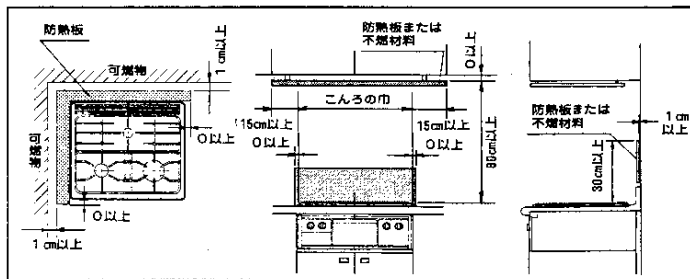 防熱板
可燃物
1cm以上
可燃物
0以上
0以上
1cm以上
防熱板または
不燃材料
0以上
こんろの巾
15cm以上
0以上
15cm以上
0以上
80cm以上
防熱板または
不燃材料
1cm以上
30cm以上